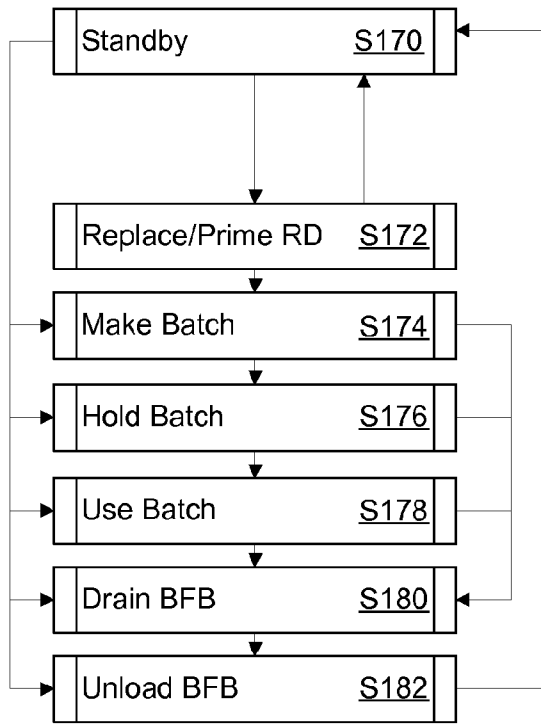 Standby S170
Replace/Prime RD S172
Make Batch S174
Hold Batch S176
Use Batch S178
Drain BFB S180
Unload BFB S182